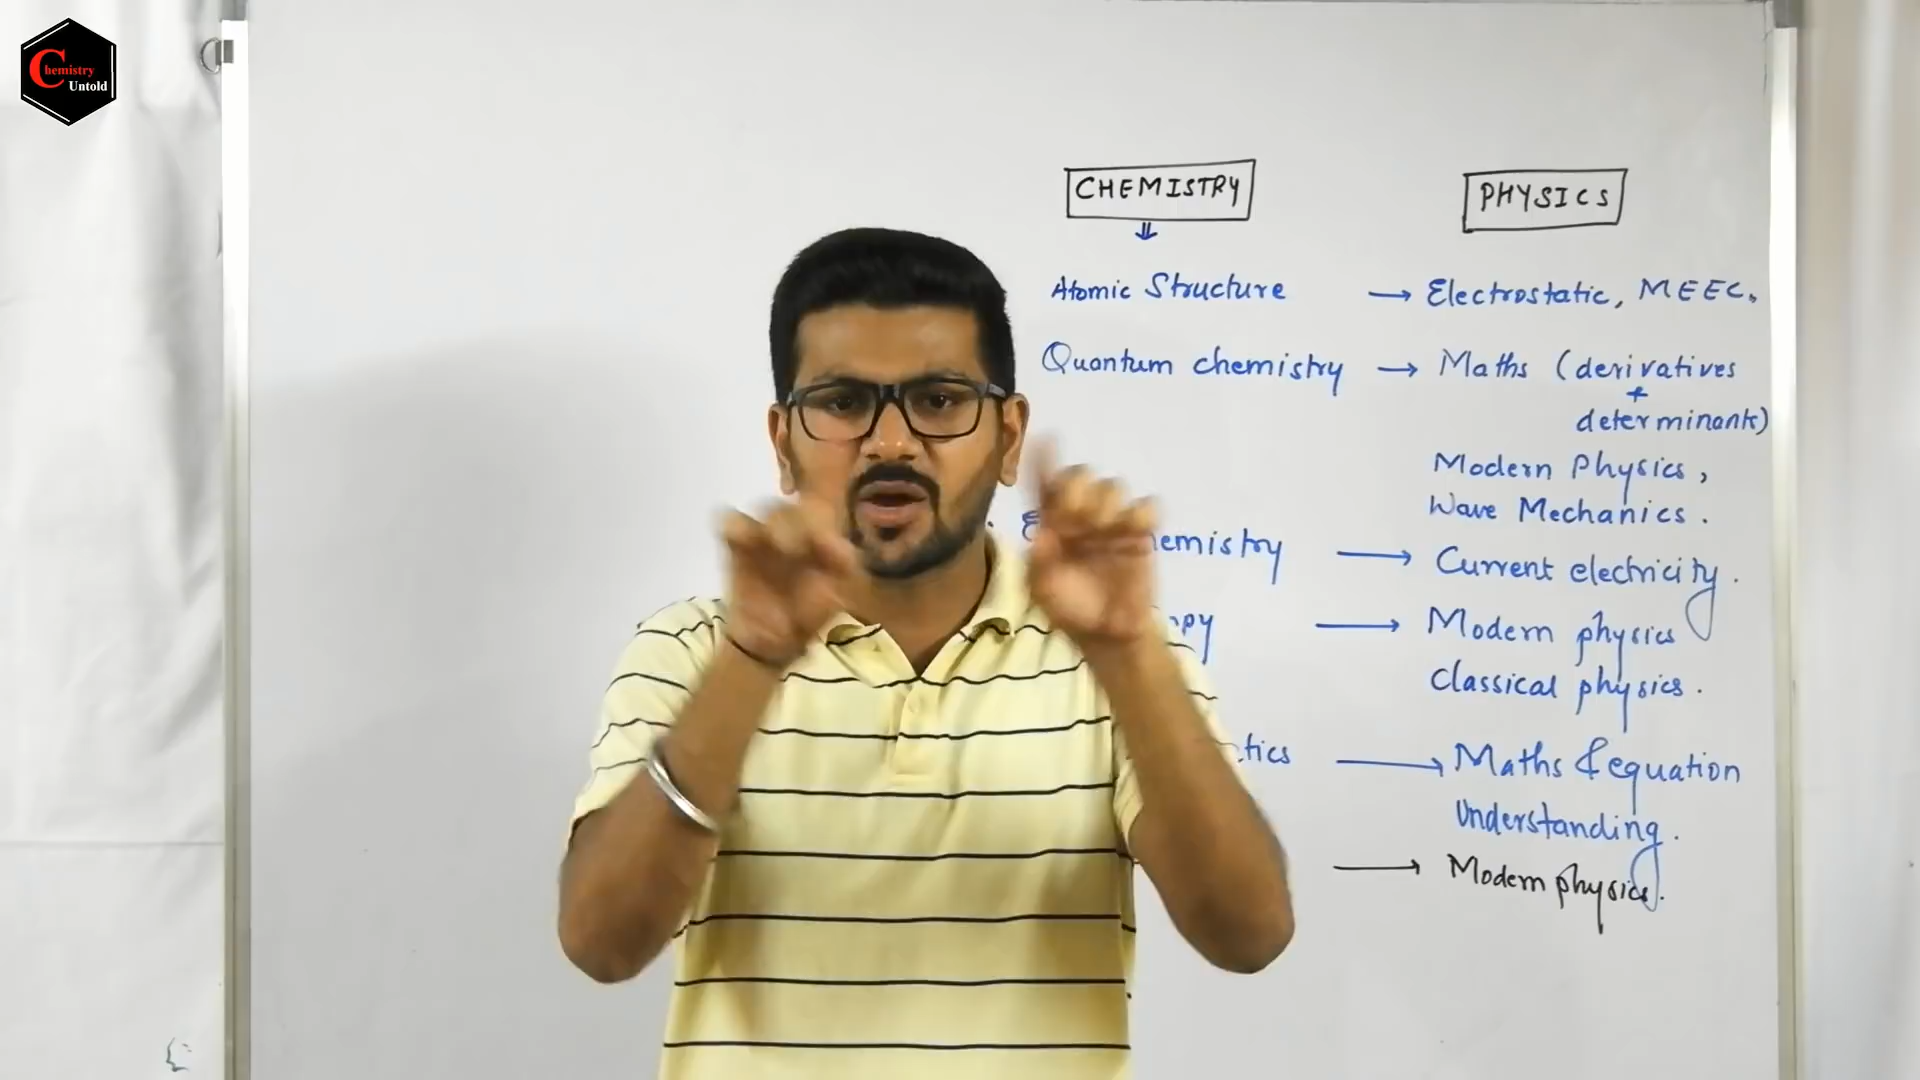 Chemistry
Untold
CHEMISTRY
PHYSICS
Atomic Structure → Electrostatic, MEEC.
Quantum chemistry → Maths (derivatives
+
determinants)
Modern Physics,
Wave Mechanics.
→ Current electricity.
→ Modern physics
Classical physics.
→ Maths & equation
Understanding.
→ Modern physics.